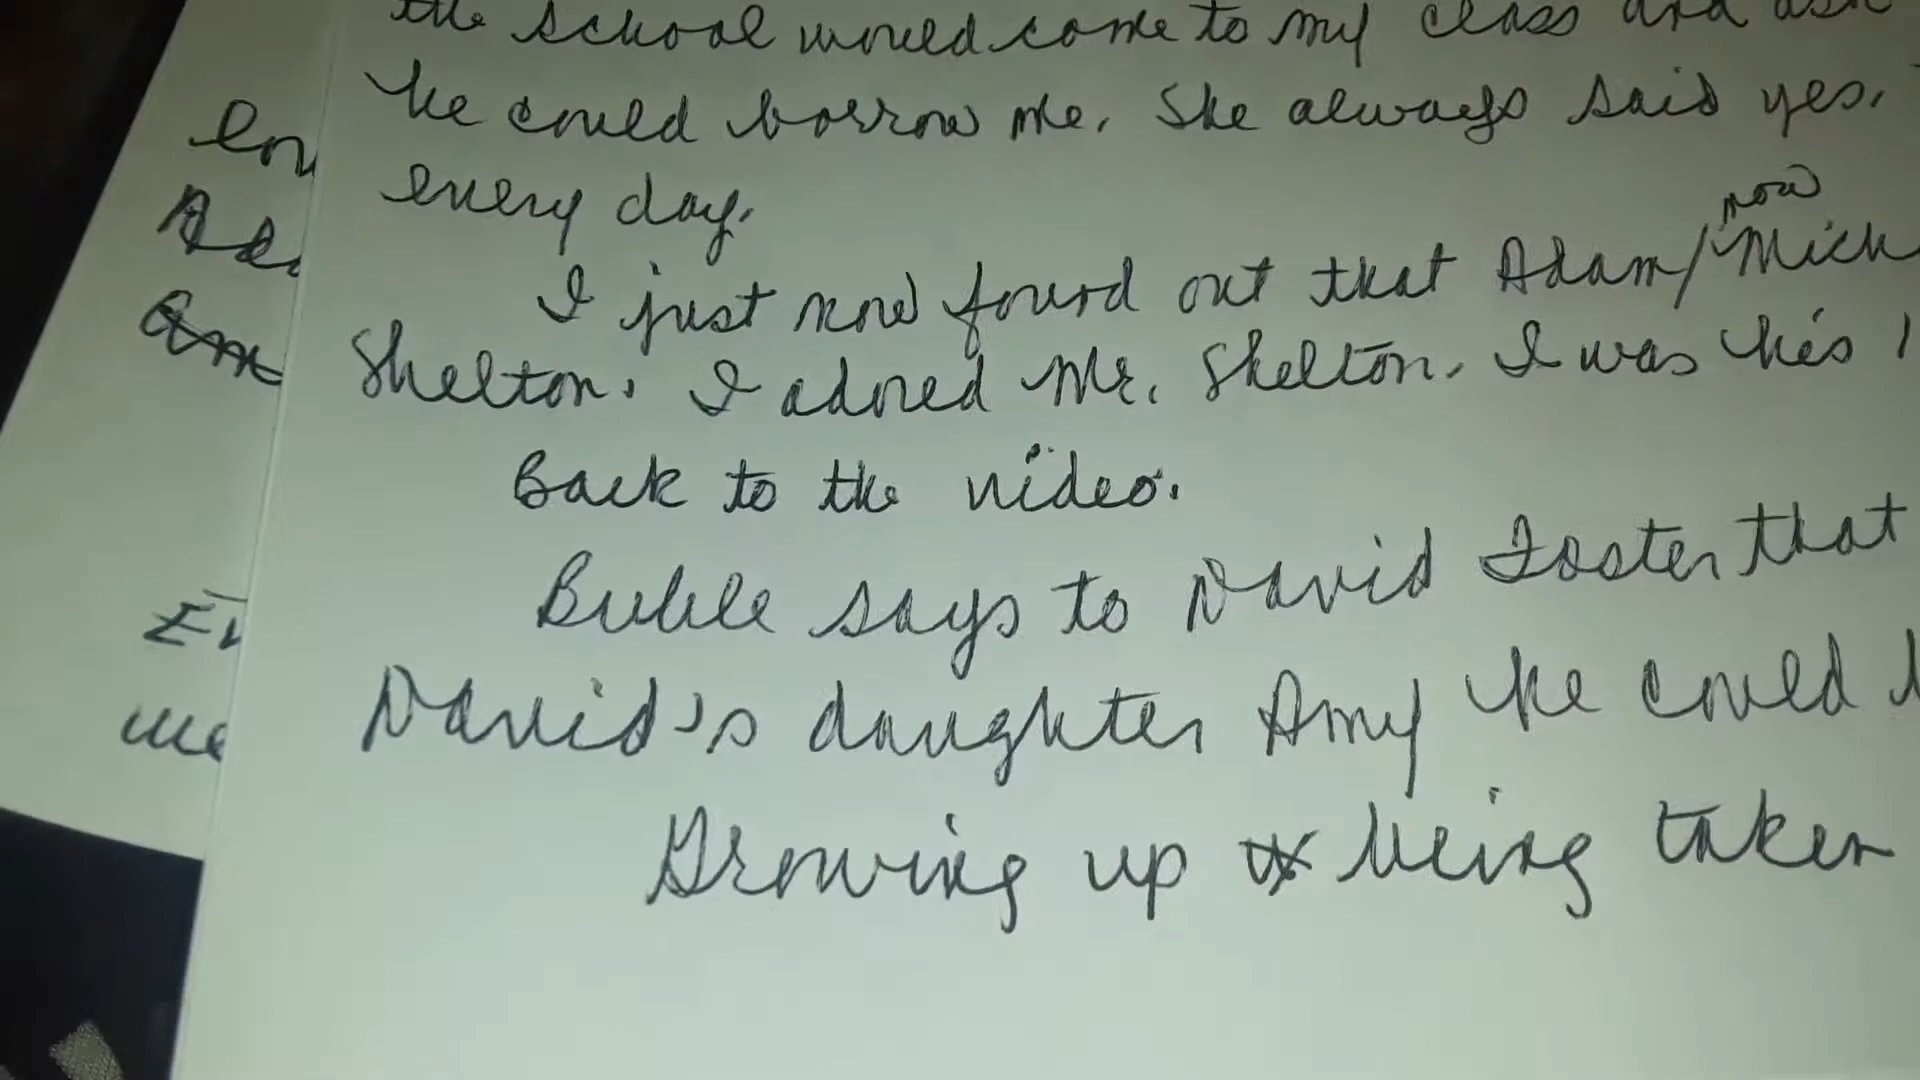 the school would come to my class and ask
he could borrow me. She always said yes.
every day.
now
I just now found out that Adam/Mich
Shelton. I adored Mr. Shelton. I was his
Back to the video.
Buble says to David Foster that
David's daughter Amy he could
Growing up being taken
Am
we